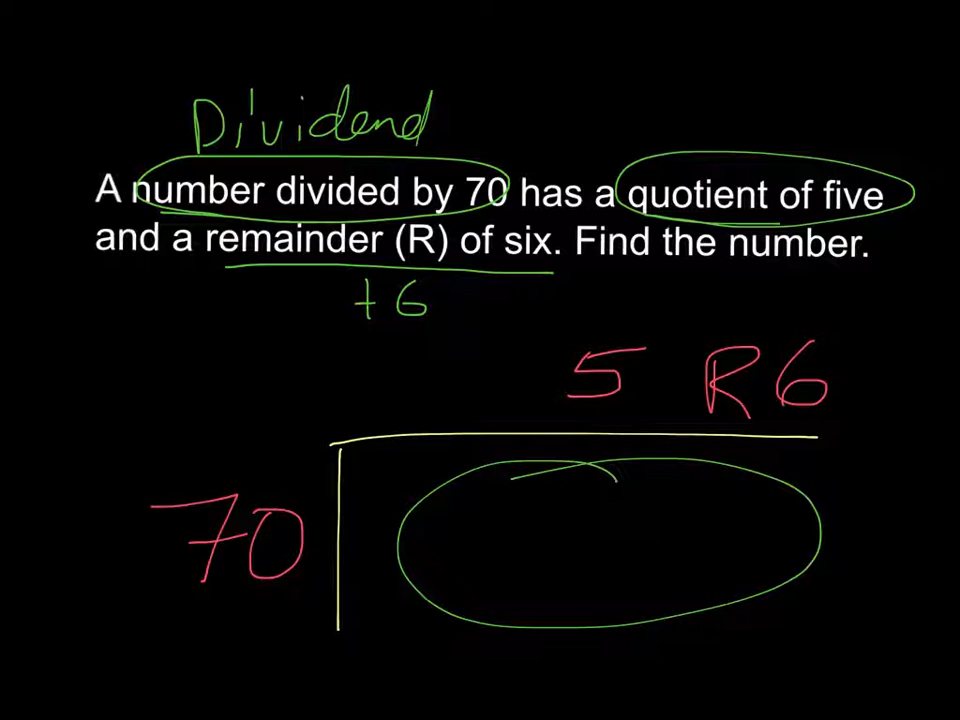 Dividend
A number divided by 70 has a quotient of five
and a remainder (R) of six. Find the number.
+6
5 R6
70